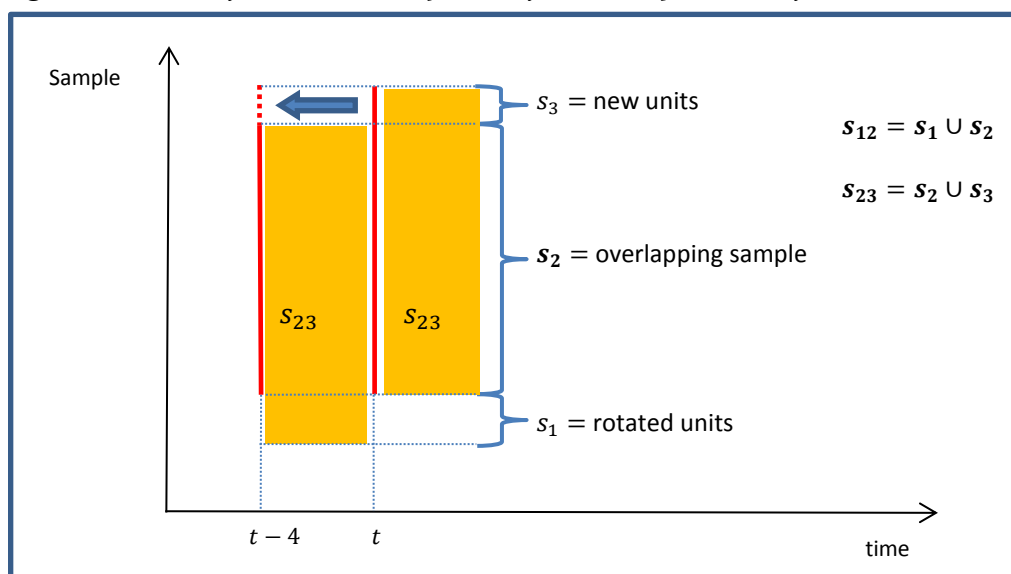 Sample
s₃ = new units
s₁₂ = s₁ ∪ s₂
s₂₃ = s₂ ∪ s₃
s₂ = overlapping sample
s₂₃ s₂₃
s₁ = rotated units
t − 4 t
time